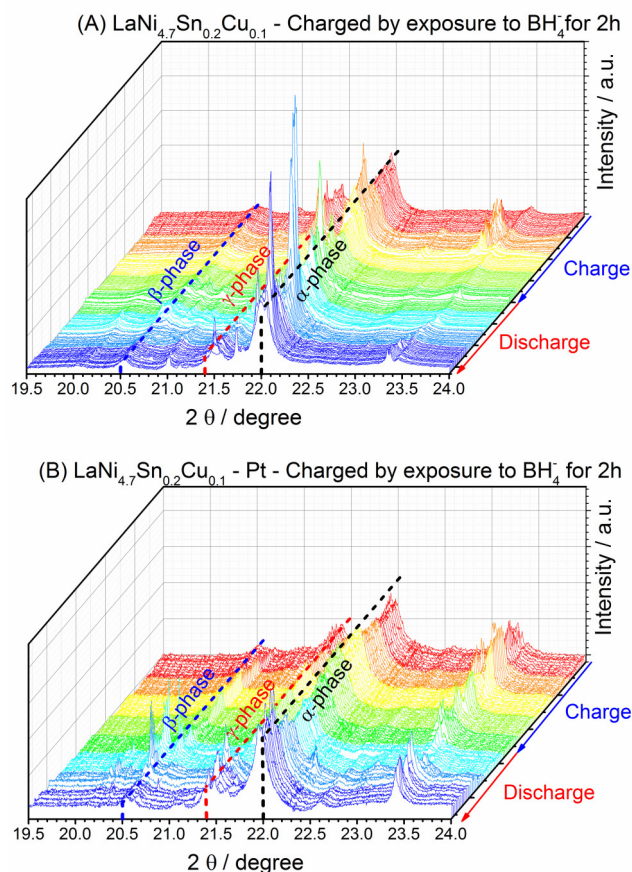 (A) LaNi4.7Sn0.2Cu0.1 - Charged by exposure to BH4- for 2h
Intensity / a.u.
β-phase
γ-phase
α-phase
Charge
Discharge
19.5 20.0 20.5 21.0 21.5 22.0 22.5 23.0 23.5 24.0
2 θ / degree
(B) LaNi4.7Sn0.2Cu0.1 - Pt - Charged by exposure to BH4- for 2h
Intensity / a.u.
β-phase
γ-phase
α-phase
Charge
Discharge
19.5 20.0 20.5 21.0 21.5 22.0 22.5 23.0 23.5 24.0
2 θ / degree